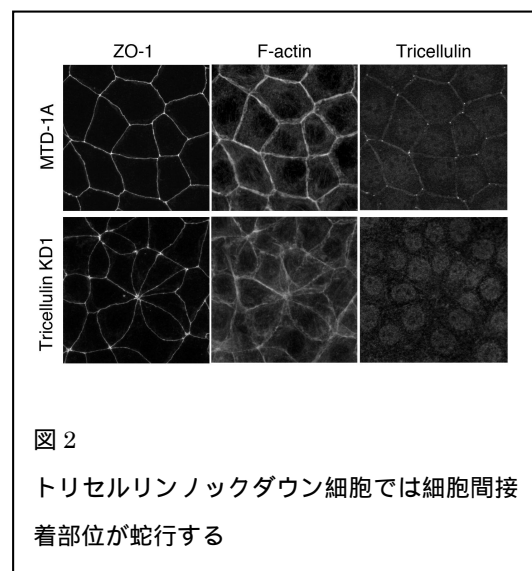 ZO-1 F-actin Tricellulin
MTD-1A
Tricellulin KD1
図 2
トリセルリンノックダウン細胞では細胞間接
着部位が蛇行する